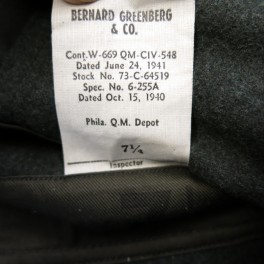 BERNARD GREENBERG
& CO.
Cont.W-669 QM-CIV-548
Dated June 24, 1941
Stock No. 73-C-64519
Spec. No. 6-255A
Dated Oct. 15, 1940
Phila. Q.M. Depot
7¼
Inspector